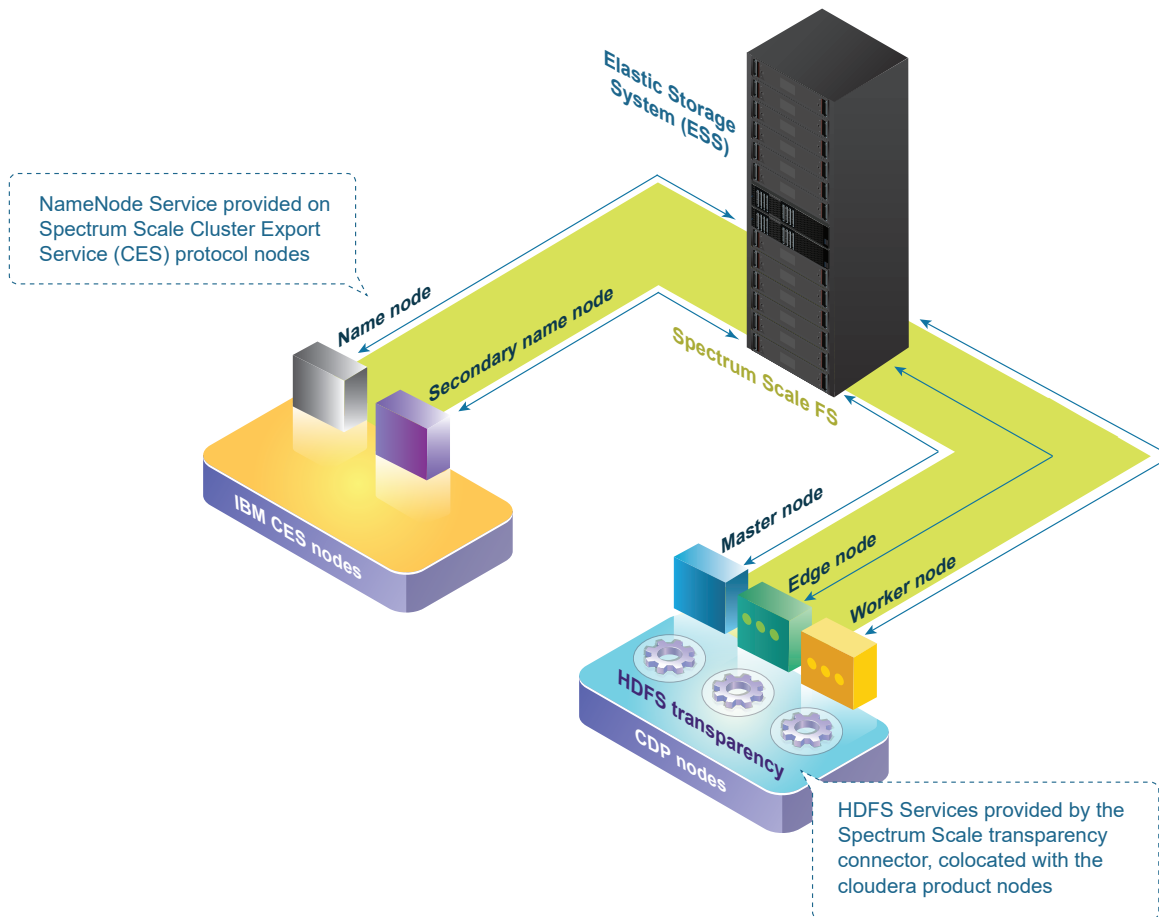 Elastic Storage
System (ESS)
NameNode Service provided on
Spectrum Scale Cluster Export
Service (CES) protocol nodes
Name node
Secondary name node
Spectrum Scale FS
IBM CES nodes
Master node
Edge node
Worker node
HDFS transparency
CDP nodes
HDFS Services provided by the
Spectrum Scale transparency
connector, colocated with the
cloudera product nodes